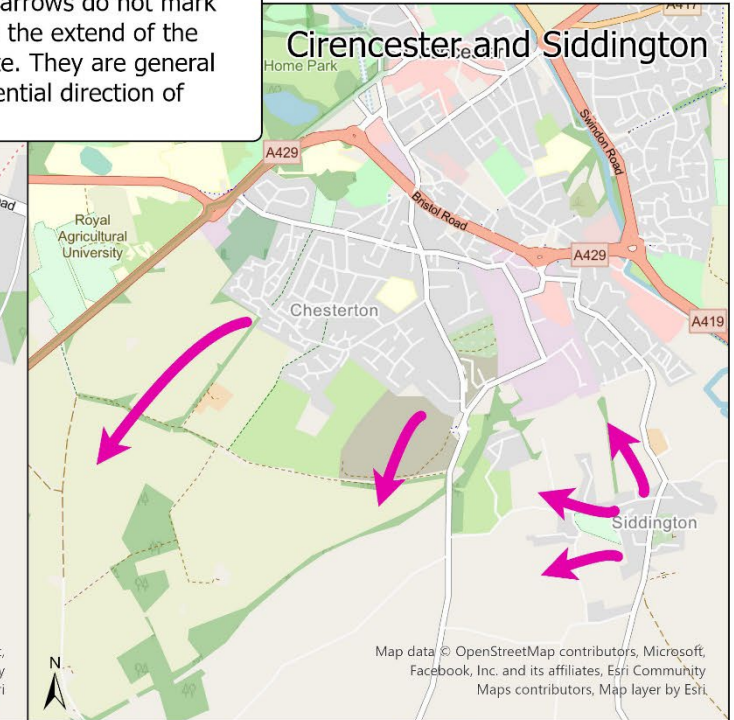 arrows do not mark
the extend of the
te. They are general
ential direction of
Cirencester and Siddington
A417
Home Park
A429
Swindon Road
Bristol Road
Royal
Agricultural
University
A429
Chesterton
A419
Siddington
N
Map data © OpenStreetMap contributors, Microsoft,
Facebook, Inc. and its affiliates, Esri Community
Maps contributors, Map layer by Esri